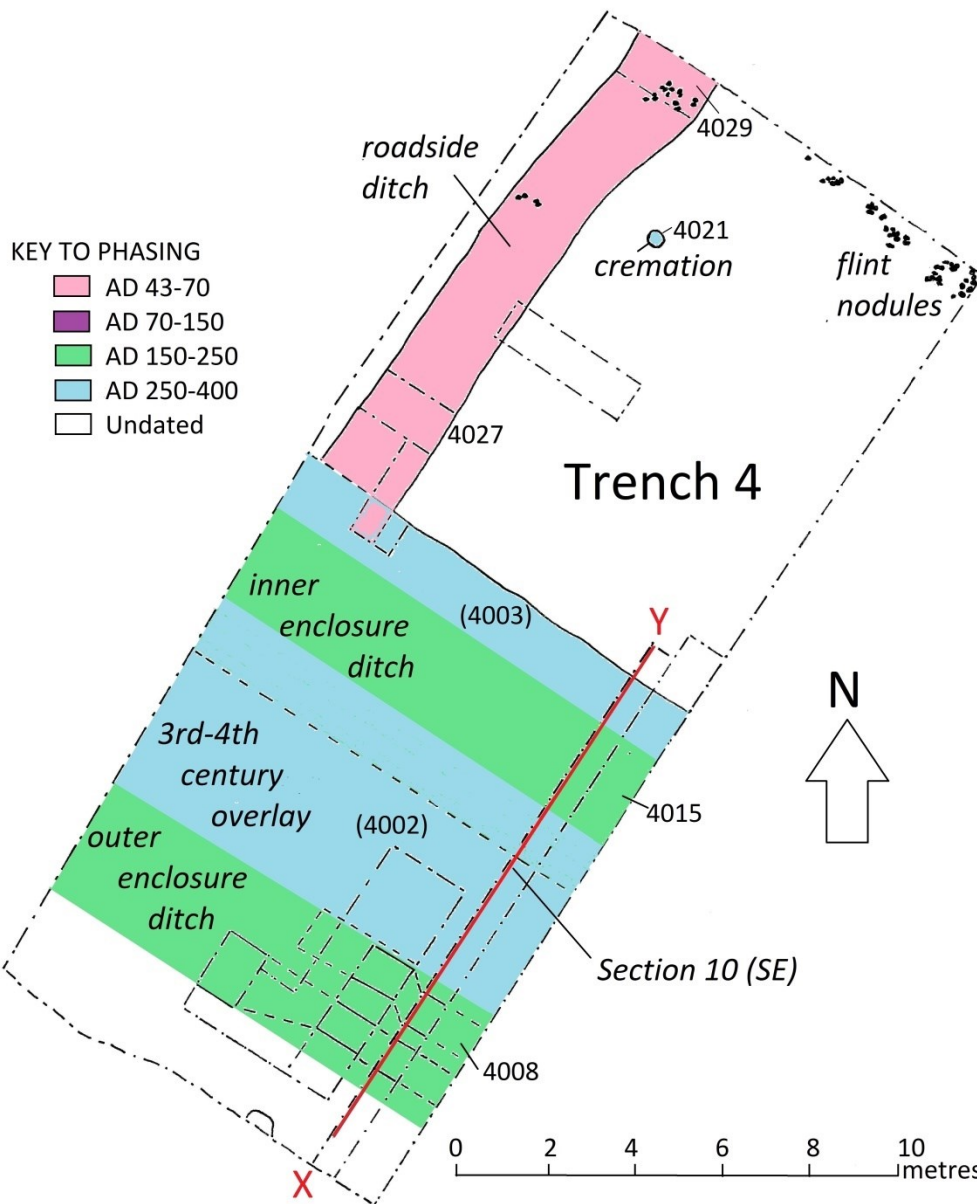 4029
roadside
ditch
4021
cremation
flint
nodules
KEY TO PHASING
AD 43-70
AD 70-150
AD 150-250
AD 250-400
Undated
4027
Trench 4
inner
enclosure
ditch
(4003)
Y
N
3rd-4th
century
overlay
(4002)
4015
outer
enclosure
ditch
Section 10 (SE)
4008
X
0 2 4 6 8 10
metres